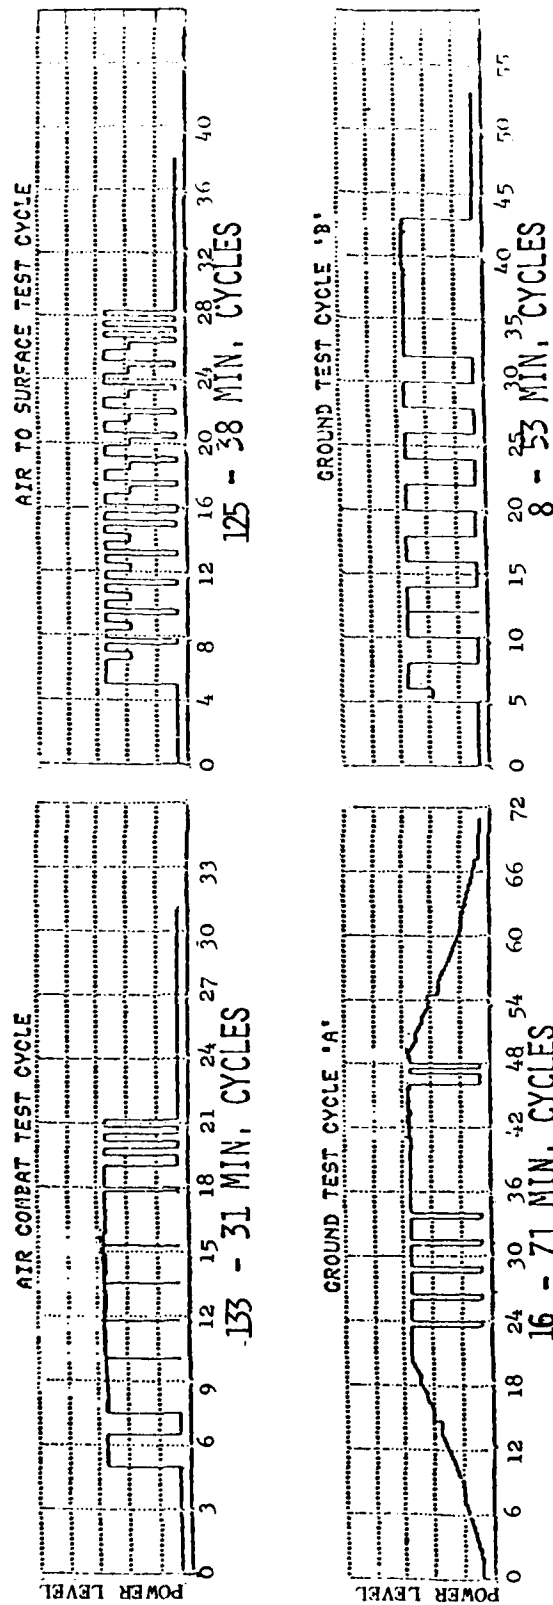 AIR COMBAT TEST CYCLE
POWER LEVEL
0 3 6 9 12 15 18 21 24 27 30 33
133 - 31 MIN. CYCLES
AIR TO SURFACE TEST CYCLE
0 4 8 12 16 20 24 28 32 36 40
125 - 38 MIN. CYCLES
GROUND TEST CYCLE 'A'
POWER LEVEL
0 6 12 18 24 30 36 42 48 54 60 66 72
16 - 71 MIN. CYCLES
GROUND TEST CYCLE 'B'
0 5 10 15 20 25 30 35 40 45 50 55
8 - 53 MIN. CYCLES